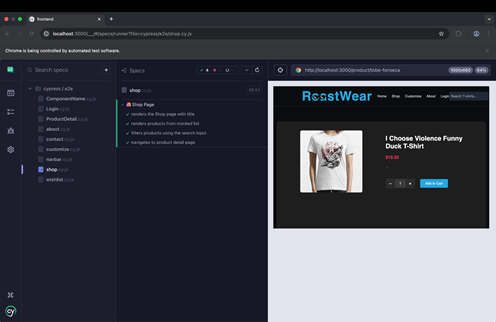 frontend
localhost:3000/__/#/specs/runner?file=cypress/e2e/shop.cy.js
Chrome is being controlled by automated test software.
Search specs
Specs
4
http://localhost:3000/product/tobe-fonseca
1000x660
64%
cypress / e2e
ComponentName.cy.js
Login.cy.js
ProductDetail.cy.js
about.cy.js
contact.cy.js
customize.cy.js
navbar.cy.js
shop.cy.js
wishlist.cy.js
shop.cy.js
00:01
Shop Page
renders the Shop page with title
renders products from mocked list
filters products using the search input
navigates to product detail page
RoastWear
Home
Shop
Customize
About
Login
Search T-shirts...
I Choose Violence Funny
Duck T-Shirt
- 1 +
Add to Cart
cy